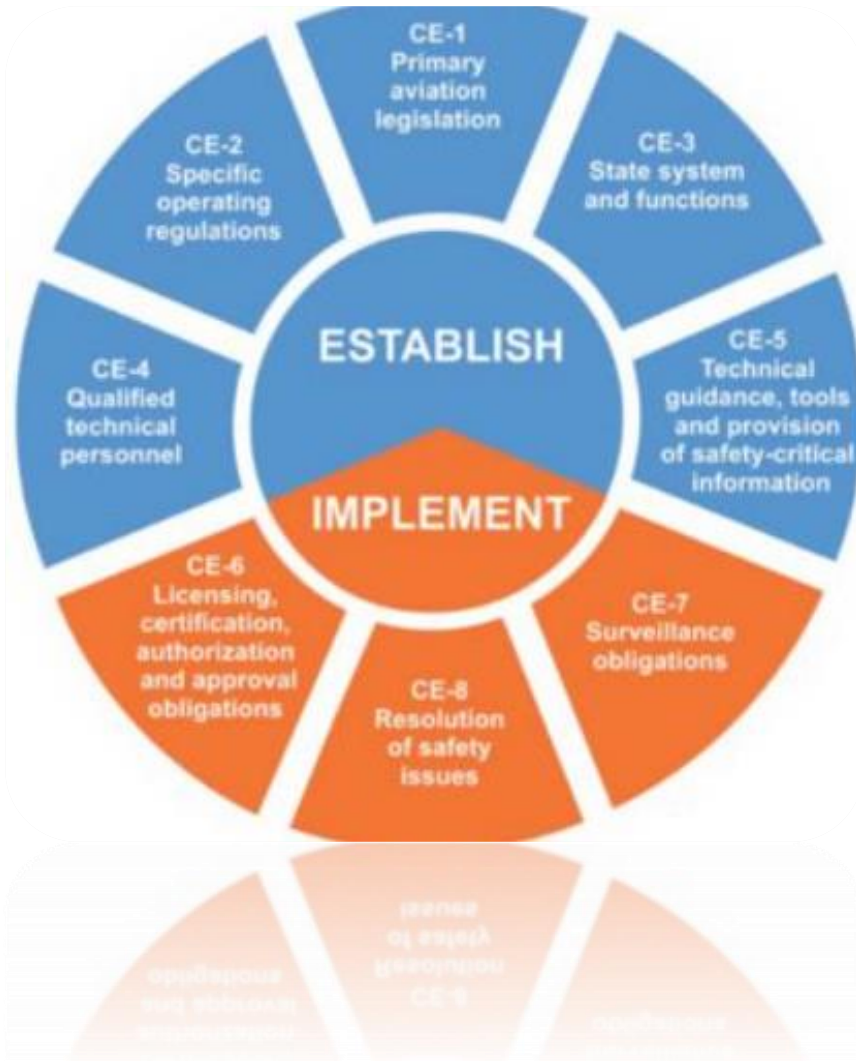 CE-1
Primary
aviation
legislation
CE-2
Specific
operating
regulations
CE-3
State system
and functions
CE-4
Qualified
technical
personnel
ESTABLISH
CE-5
Technical
guidance, tools
and provision
of safety-critical
information
IMPLEMENT
CE-6
Licensing,
certification,
authorization
and approval
obligations
CE-7
Surveillance
obligations
CE-8
Resolution
of safety
issues